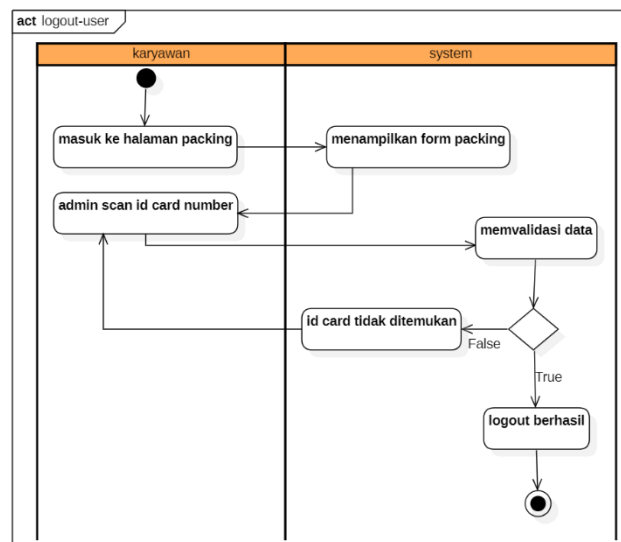 act logout-user
karyawan
system
masuk ke halaman packing
menampilkan form packing
admin scan id card number
memvalidasi data
id card tidak ditemukan
False
True
logout berhasil